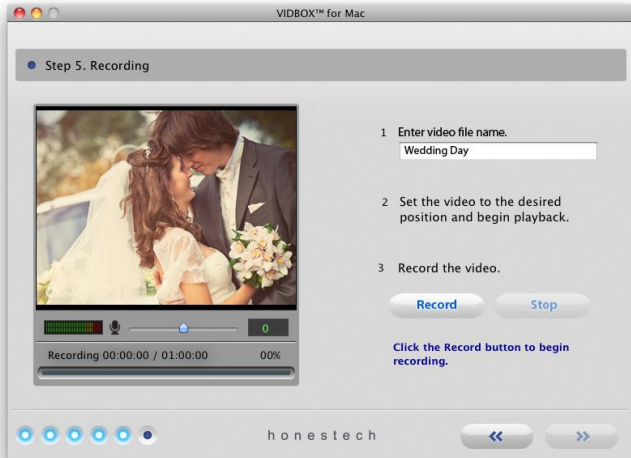 VIDBOX™ for Mac
Step 5. Recording
1 Enter video file name.
Wedding Day
2 Set the video to the desired
position and begin playback.
3 Record the video.
Record Stop
Click the Record button to begin
recording.
0
Recording 00:00:00 / 01:00:00 00%
honestech